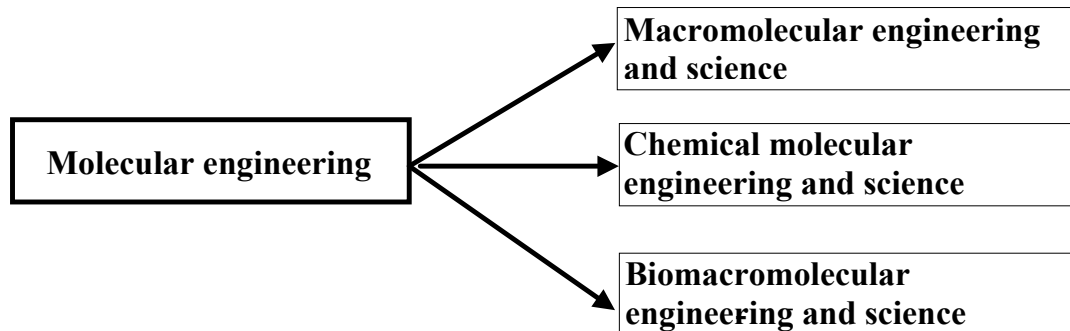 Macromolecular engineering
and science
Molecular engineering
Chemical molecular
engineering and science
Biomacromolecular
engineering and science